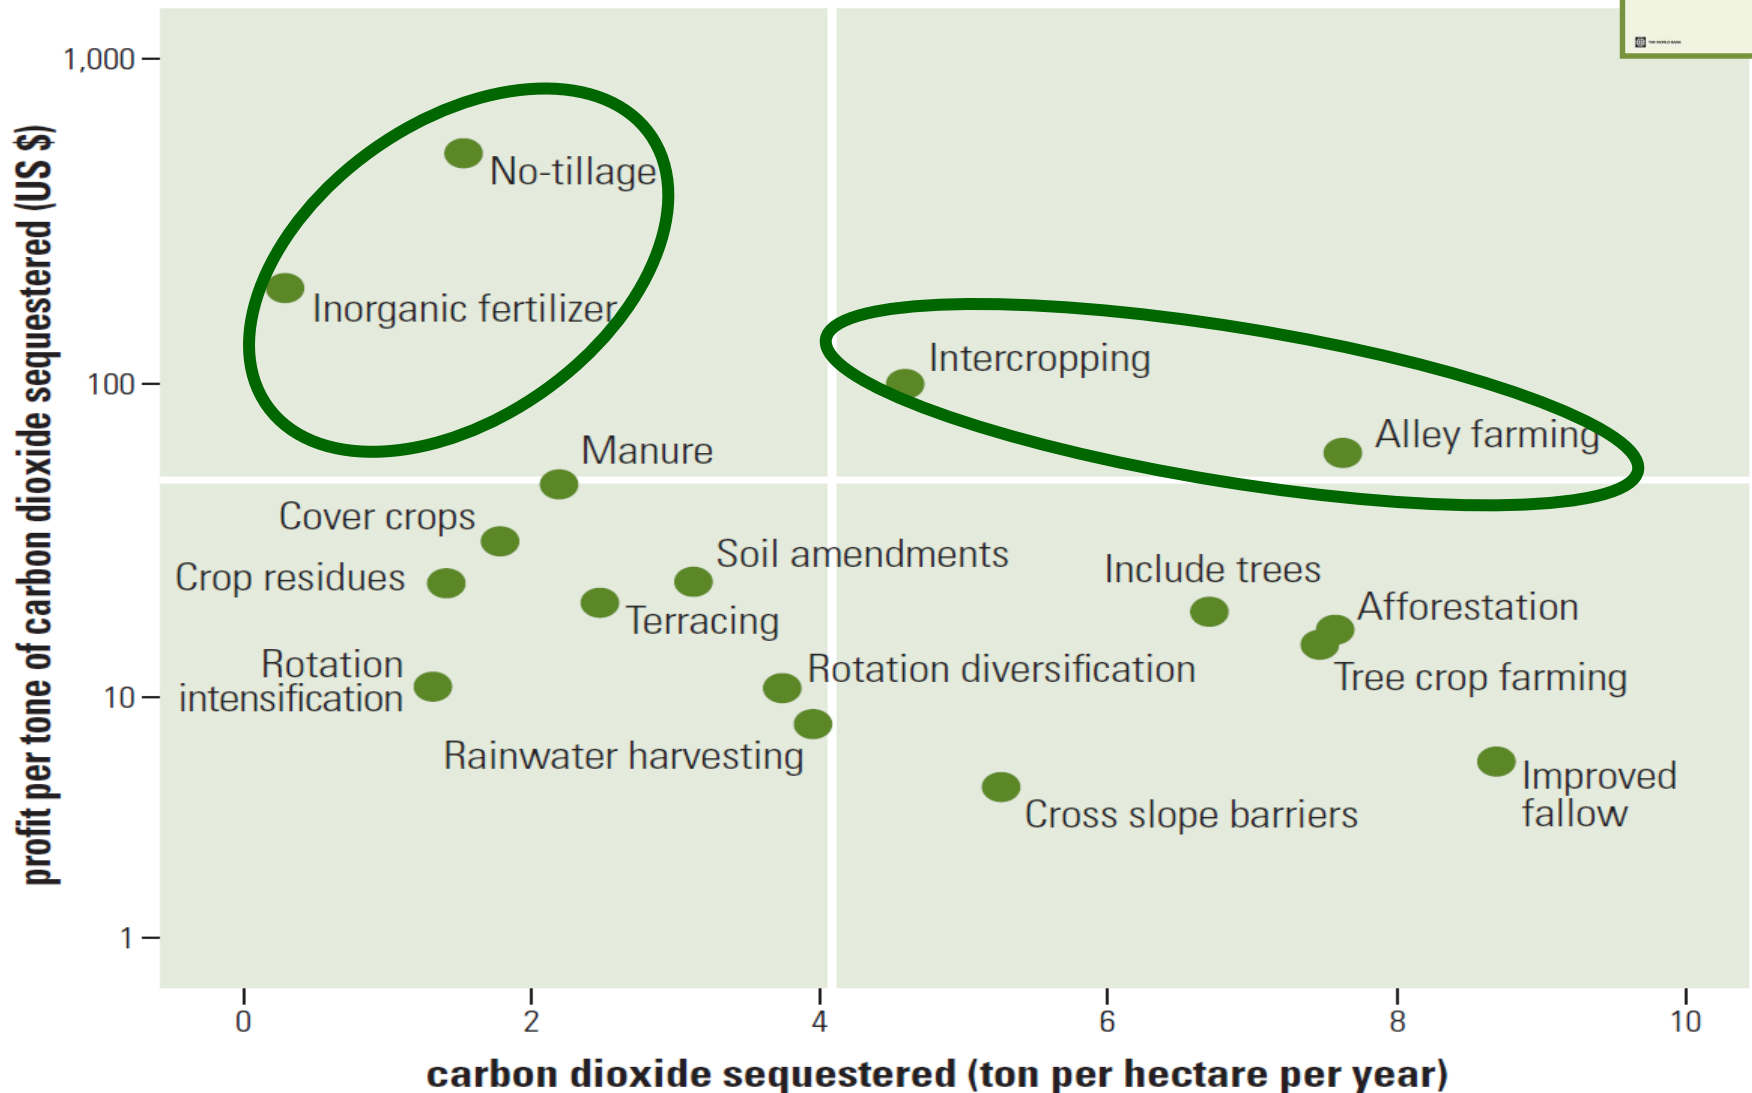 THE WORLD BANK
1,000
100
10
1
profit per tone of carbon dioxide sequestered (US $)
No-tillage
Inorganic fertilizer
Intercropping
Alley farming
Manure
Cover crops
Soil amendments
Crop residues
Include trees
Terracing
Afforestation
Rotation
intensification
Rotation diversification
Tree crop farming
Rainwater harvesting
Improved
fallow
Cross slope barriers
0
2
4
6
8
10
carbon dioxide sequestered (ton per hectare per year)